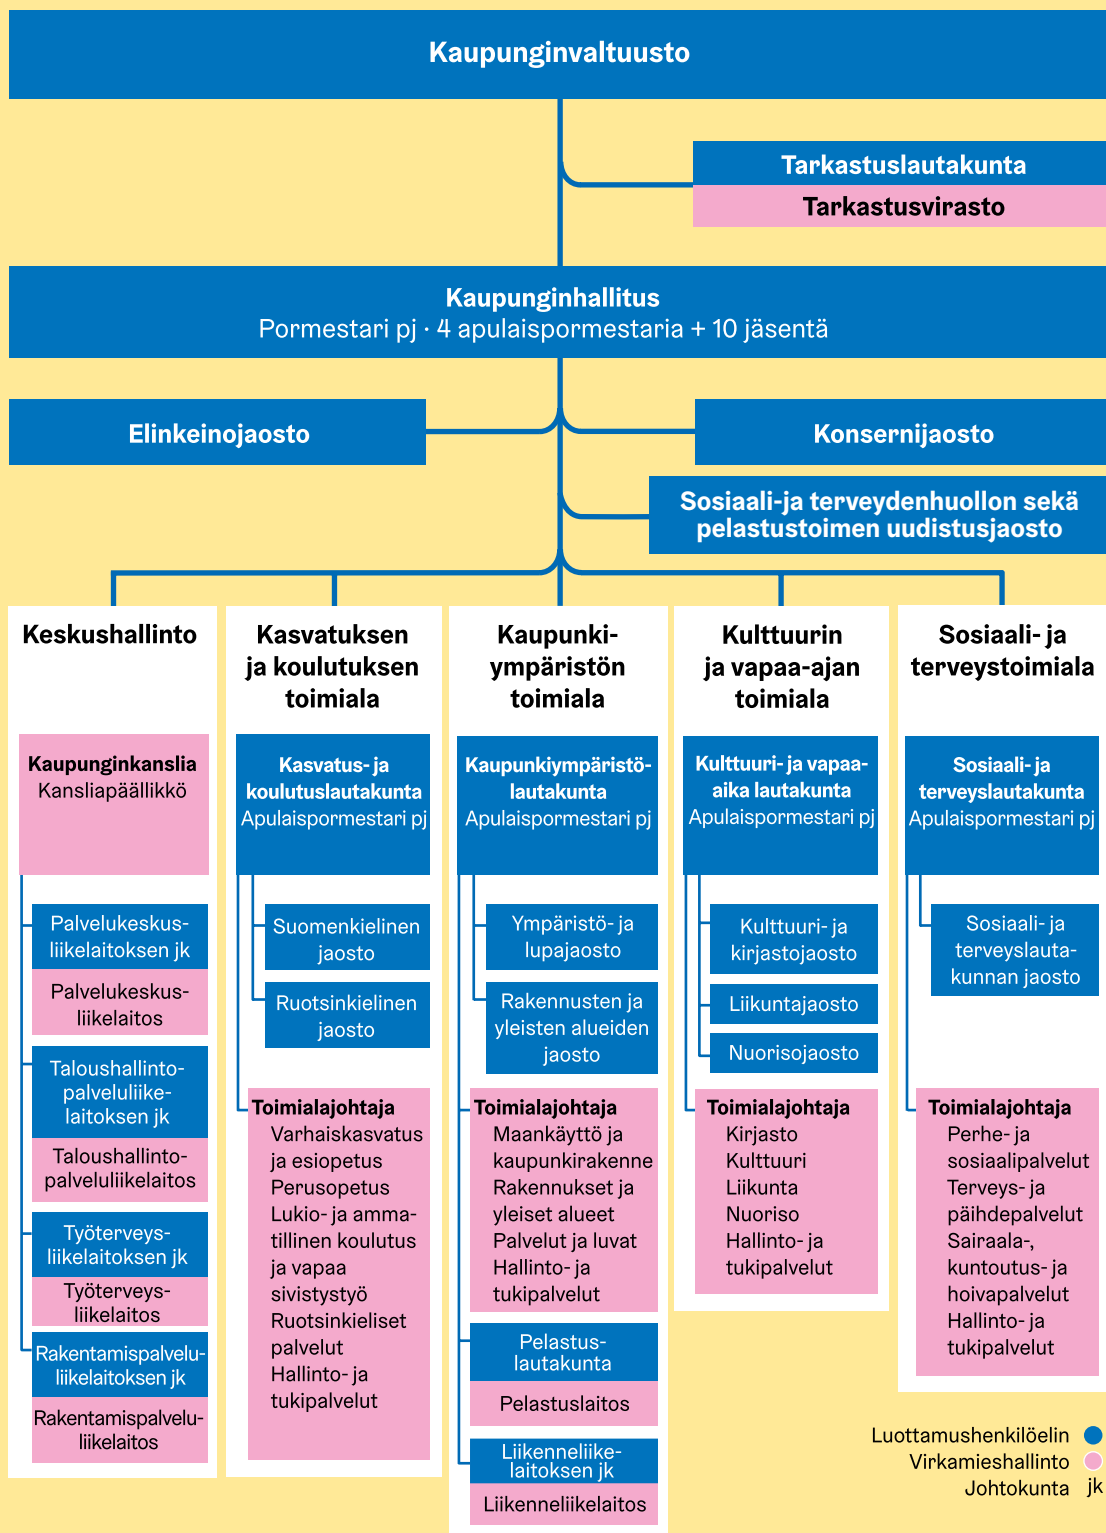 Kaupunginvaltuusto
Tarkastuslautakunta
Tarkastusvirasto
Kaupunginhallitus
Pormestari pj · 4 apulaispormestaria + 10 jäsentä
Elinkeinojaosto
Konsernijaosto
Sosiaali-ja terveydenhuollon sekä
pelastustoimen uudistusjaosto
Keskushallinto
Kaupunginkanslia
Kansliapäällikkö
Palvelukeskus-
liikelaitoksen jk
Palvelukeskus-
liikelaitos
Taloushallinto-
palveluliike-
laitoksen jk
Taloushallinto-
palveluliikelaitos
Työterveys-
liikelaitoksen jk
Työterveys-
liikelaitos
Rakentamispalvelu-
liikelaitoksen jk
Rakentamispalvelu-
liikelaitos
Kasvatuksen
ja koulutuksen
toimiala
Kasvatus- ja
koulutuslautakunta
Apulaispormestari pj
Suomenkielinen
jaosto
Ruotsinkielinen
jaosto
Toimialajohtaja
Varhaiskasvatus
ja esiopetus
Perusopetus
Lukio- ja amma-
tillinen koulutus
ja vapaa
sivistystyö
Ruotsinkieliset
palvelut
Hallinto- ja
tukipalvelut
Kaupunki-
ympäristön
toimiala
Kaupunkiympäristö-
lautakunta
Apulaispormestari pj
Ympäristö- ja
lupajaosto
Rakennusten ja
yleisten alueiden
jaosto
Toimialajohtaja
Maankäyttö ja
kaupunkirakenne
Rakennukset ja
yleiset alueet
Palvelut ja luvat
Hallinto- ja
tukipalvelut
Pelastus-
lautakunta
Pelastuslaitos
Liikenneliike-
laitoksen jk
Liikenneliikelaitos
Kulttuurin
ja vapaa-ajan
toimiala
Kulttuuri- ja vapaa-
aika lautakunta
Apulaispormestari pj
Kulttuuri- ja
kirjastojaosto
Liikuntajaosto
Nuorisojaosto
Toimialajohtaja
Kirjasto
Kulttuuri
Liikunta
Nuoriso
Hallinto- ja
tukipalvelut
Sosiaali- ja
terveystoimiala
Sosiaali- ja
terveyslautakunta
Apulaispormestari pj
Sosiaali- ja
terveyslauta-
kunnan jaosto
Toimialajohtaja
Perhe- ja
sosiaalipalvelut
Terveys- ja
päihdepalvelut
Sairaala-,
kuntoutus- ja
hoivapalvelut
Hallinto- ja
tukipalvelut
Luottamushenkilöelin
Virkamieshallinto
Johtokunta jk